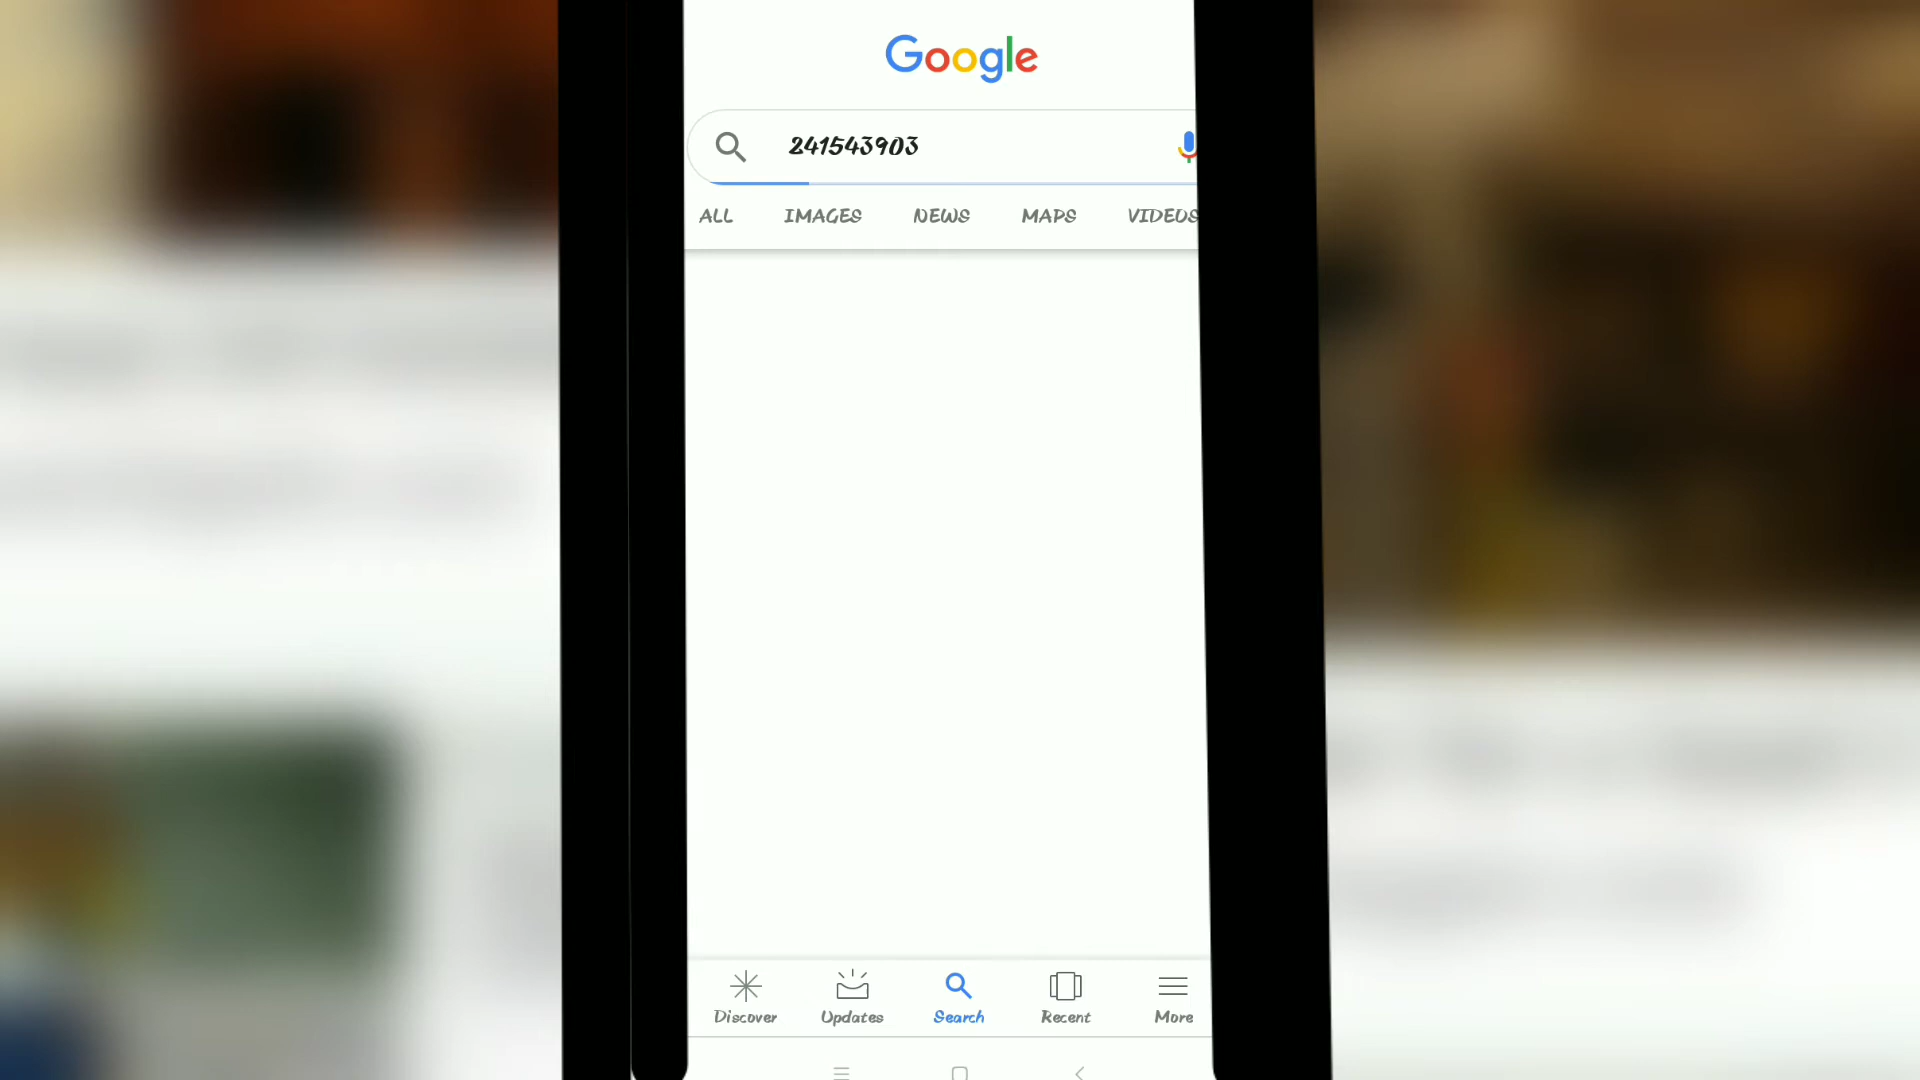 Google
241543903
ALL IMAGES NEWS MAPS VIDEOS
Discover Updates Search Recent More